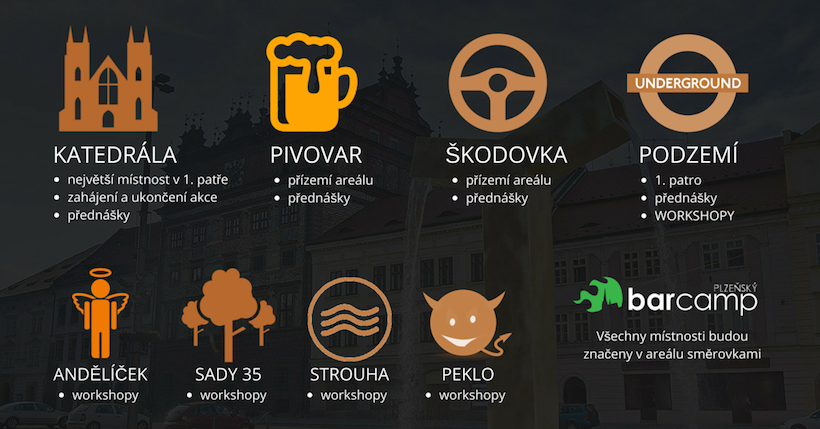 UNDERGROUND
KATEDRÁLA
• největší místnost v 1. patře
• zahájení a ukončení akce
• přednášky
PIVOVAR
• přízemí areálu
• přednášky
ŠKODOVKA
• přízemí areálu
• přednášky
PODZEMÍ
• 1. patro
• přednášky
• WORKSHOPY
ANDĚLÍČEK
• workshopy
SADY 35
• workshopy
STROUHA
• workshopy
PEKLO
• workshopy
PLZEŇSKÝ
barcamp
Všechny místnosti budou
značeny v areálu směrovkami